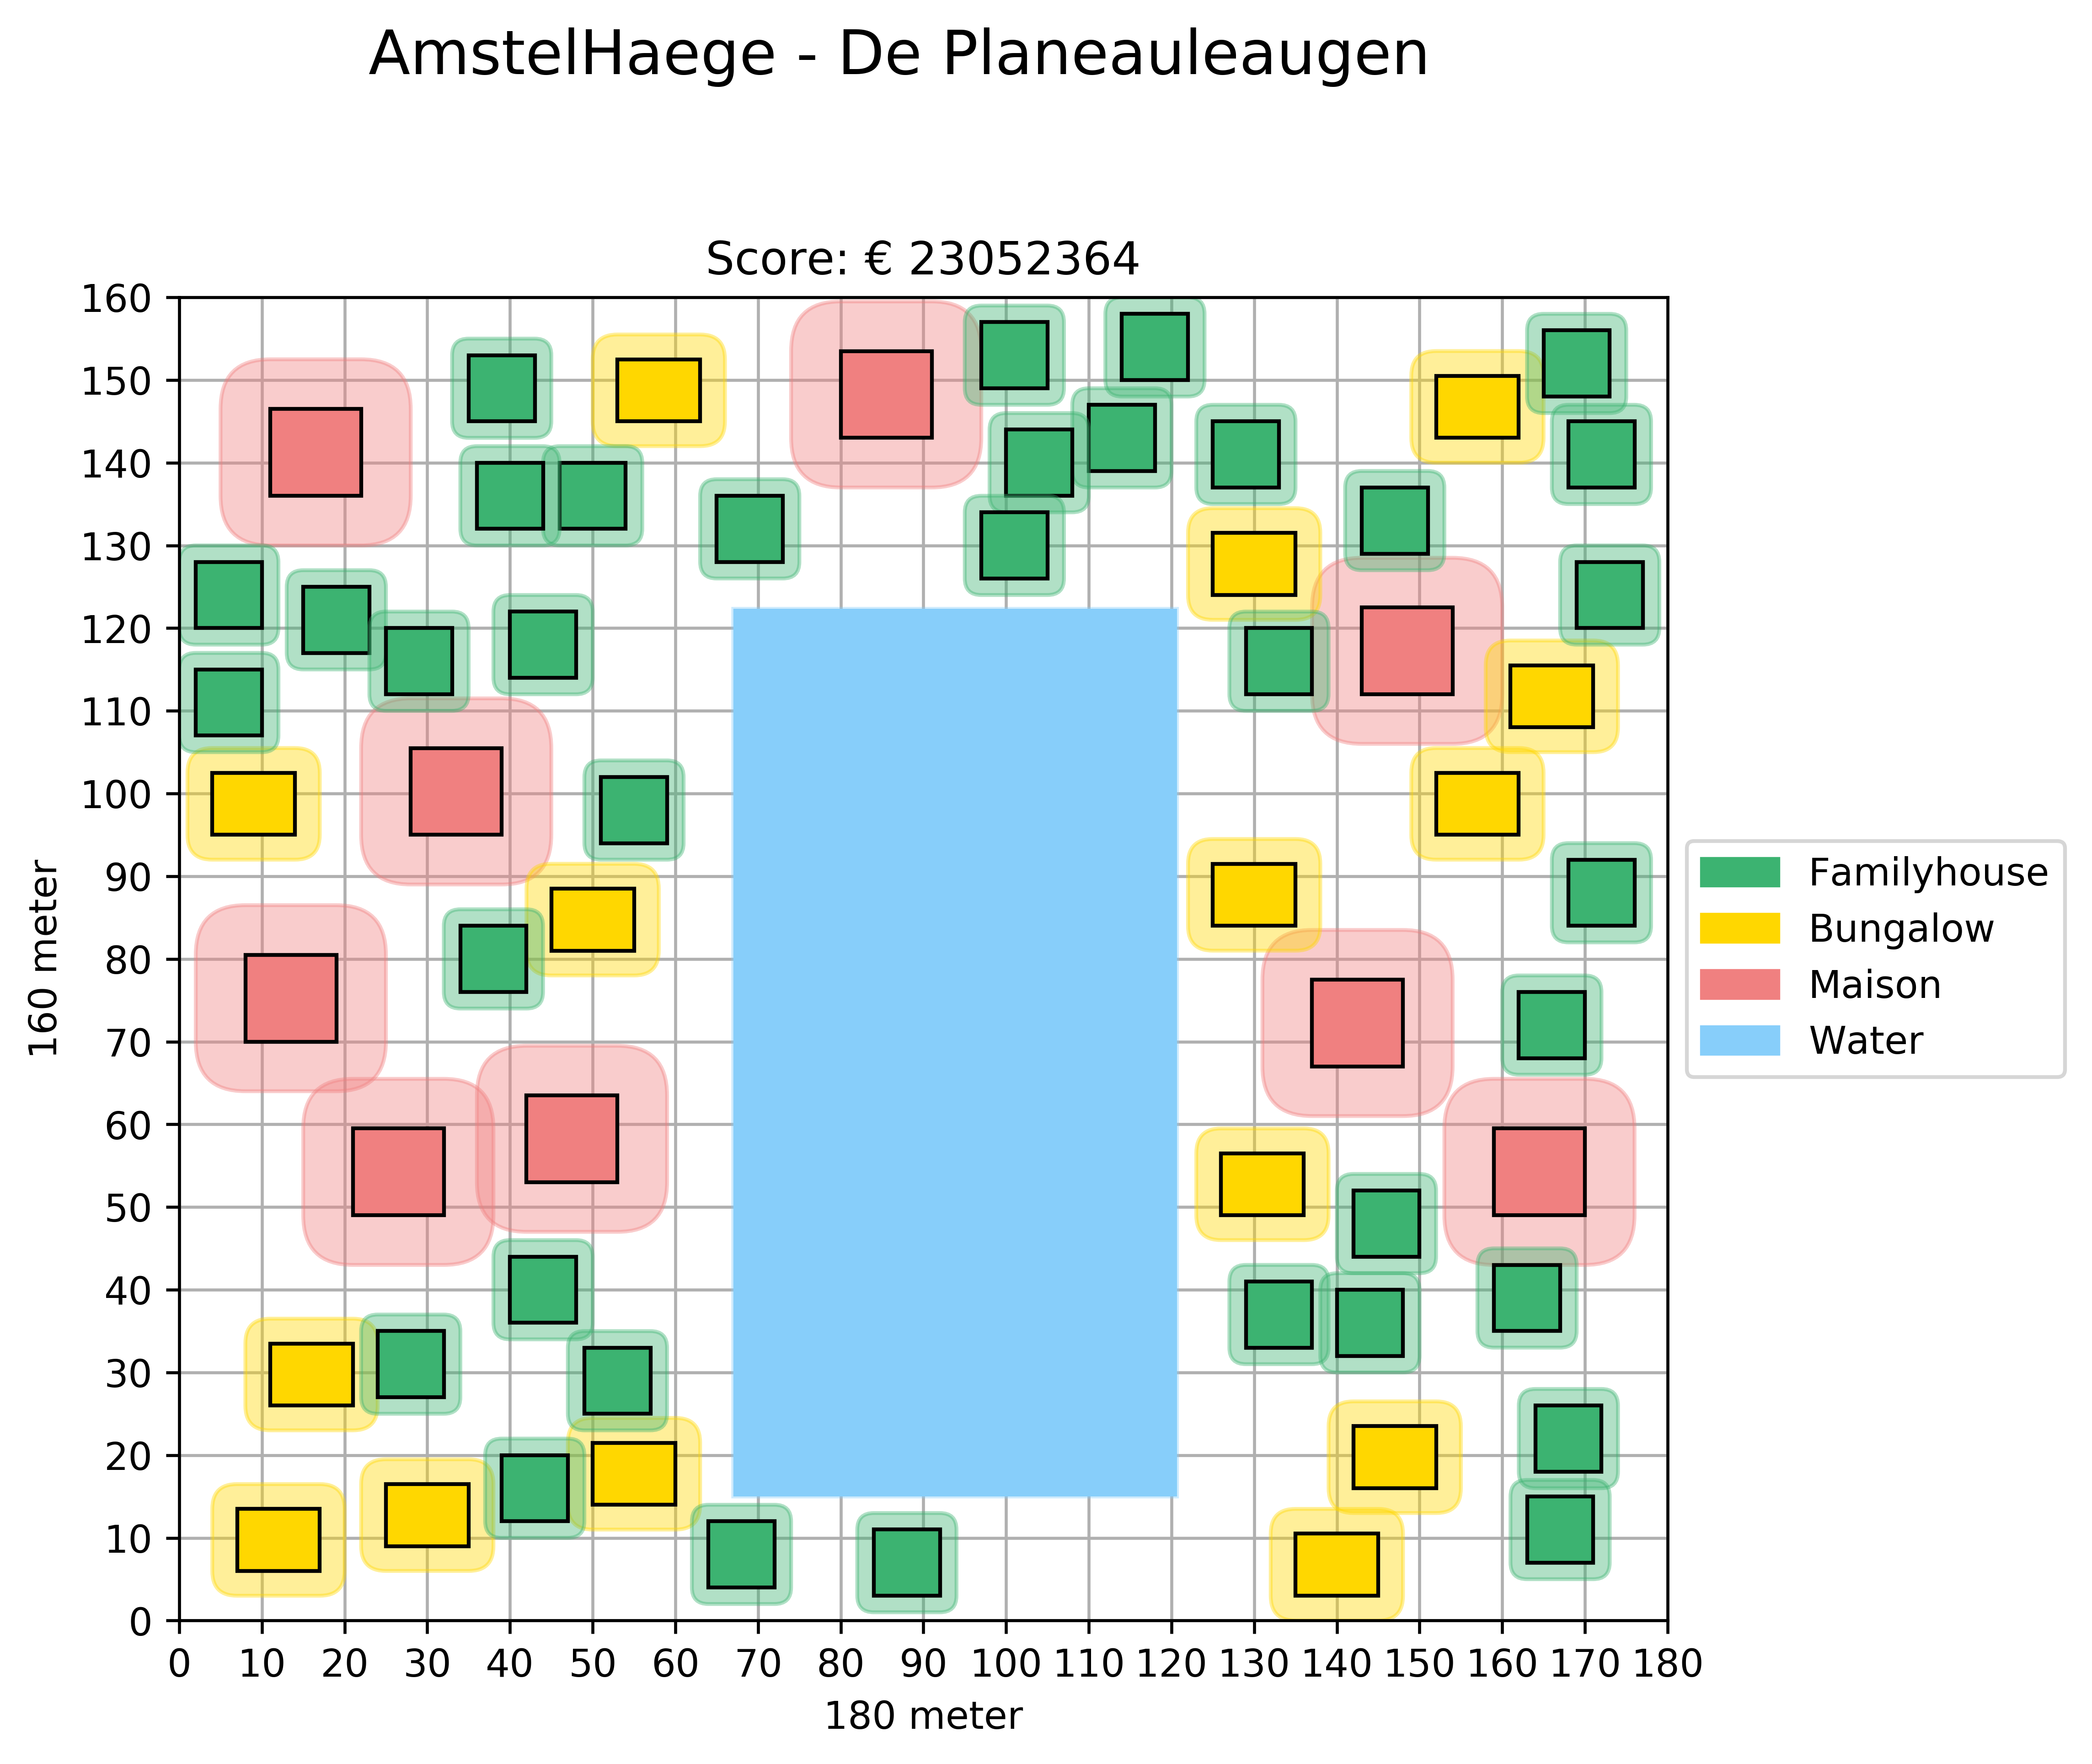 AmstelHaege - De Planeauleaugen
Score: € 23052364
160
150
140
130
120
110
100
90
80
70
60
50
40
30
20
10
0
160 meter
0 10 20 30 40 50 60 70 80 90 100 110 120 130 140 150 160 170 180
180 meter
Familyhouse
Bungalow
Maison
Water